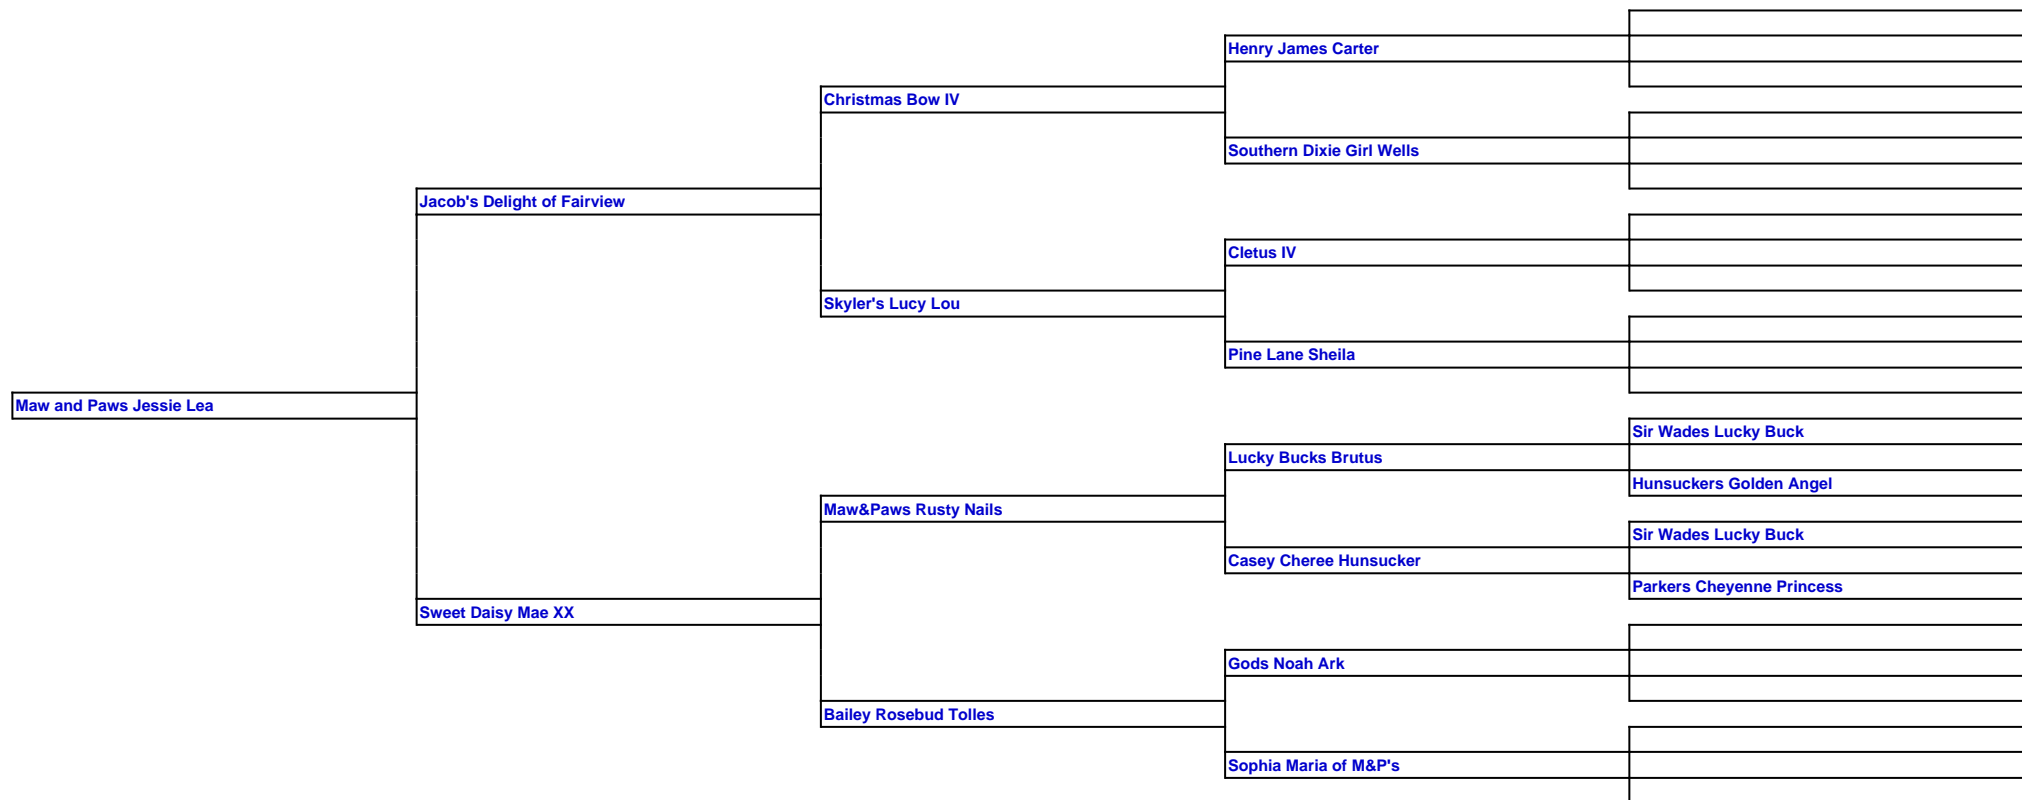 Henry James Carter
Christmas Bow IV
Southern Dixie Girl Wells
Jacob's Delight of Fairview
Cletus IV
Skyler's Lucy Lou
Pine Lane Sheila
Maw and Paws Jessie Lea
Sir Wades Lucky Buck
Lucky Bucks Brutus
Hunsuckers Golden Angel
Maw&Paws Rusty Nails
Sir Wades Lucky Buck
Casey Cheree Hunsucker
Parkers Cheyenne Princess
Sweet Daisy Mae XX
Gods Noah Ark
Bailey Rosebud Tolles
Sophia Maria of M&P's